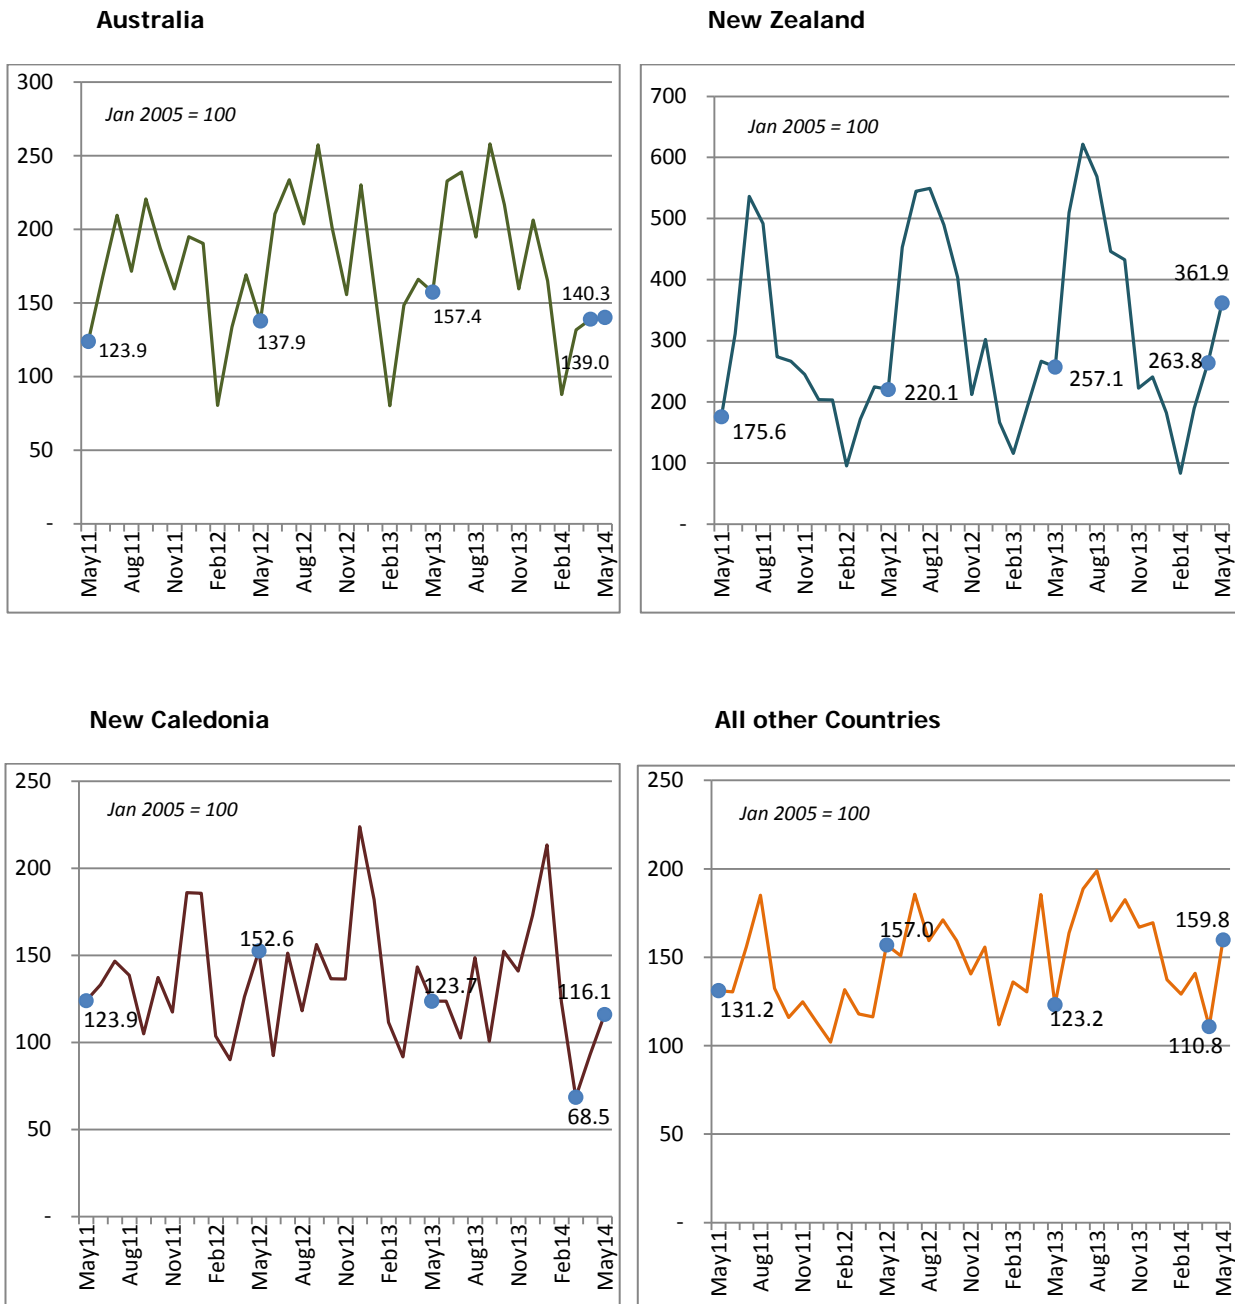 Australia
300
250
200
150
100
50
-
Jan 2005 = 100
123.9
137.9
157.4
140.3
139.0
May11
Aug11
Nov11
Feb12
May12
Aug12
Nov12
Feb13
May13
Aug13
Nov13
Feb14
May14
New Zealand
700
600
500
400
300
200
100
-
Jan 2005 = 100
175.6
220.1
257.1
361.9
263.8
May11
Aug11
Nov11
Feb12
May12
Aug12
Nov12
Feb13
May13
Aug13
Nov13
Feb14
May14
New Caledonia
250
200
150
100
50
-
Jan 2005 = 100
123.9
152.6
123.7
116.1
68.5
May11
Aug11
Nov11
Feb12
May12
Aug12
Nov12
Feb13
May13
Aug13
Nov13
Feb14
May14
All other Countries
250
200
150
100
50
-
Jan 2005 = 100
131.2
157.0
123.2
159.8
110.8
May11
Aug11
Nov11
Feb12
May12
Aug12
Nov12
Feb13
May13
Aug13
Nov13
Feb14
May14